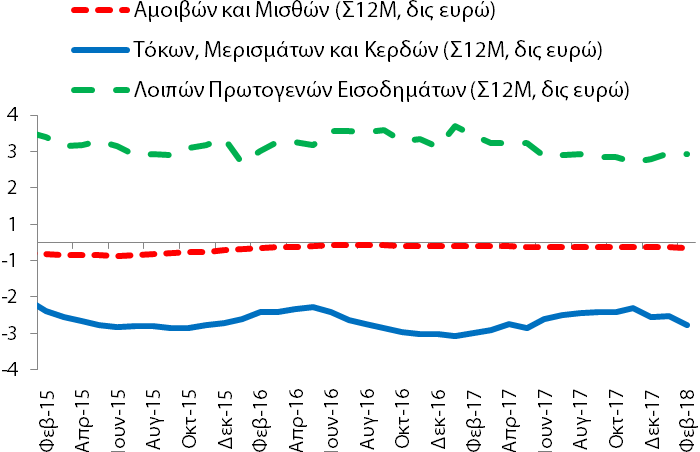 Αμοιβών και Μισθών (Σ12Μ, δις ευρώ)
Τόκων, Μερισμάτων και Κερδών (Σ12Μ, δις ευρώ)
Λοιπών Πρωτογενών Εισοδημάτων (Σ12Μ, δις ευρώ)
4
3
2
1
-1
-2
-3
-4
Φεβ-15
Απρ-15
Ιουν-15
Αυγ-15
Οκτ-15
Δεκ-15
Φεβ-16
Απρ-16
Ιουν-16
Αυγ-16
Οκτ-16
Δεκ-16
Φεβ-17
Απρ-17
Ιουν-17
Αυγ-17
Οκτ-17
Δεκ-17
Φεβ-18